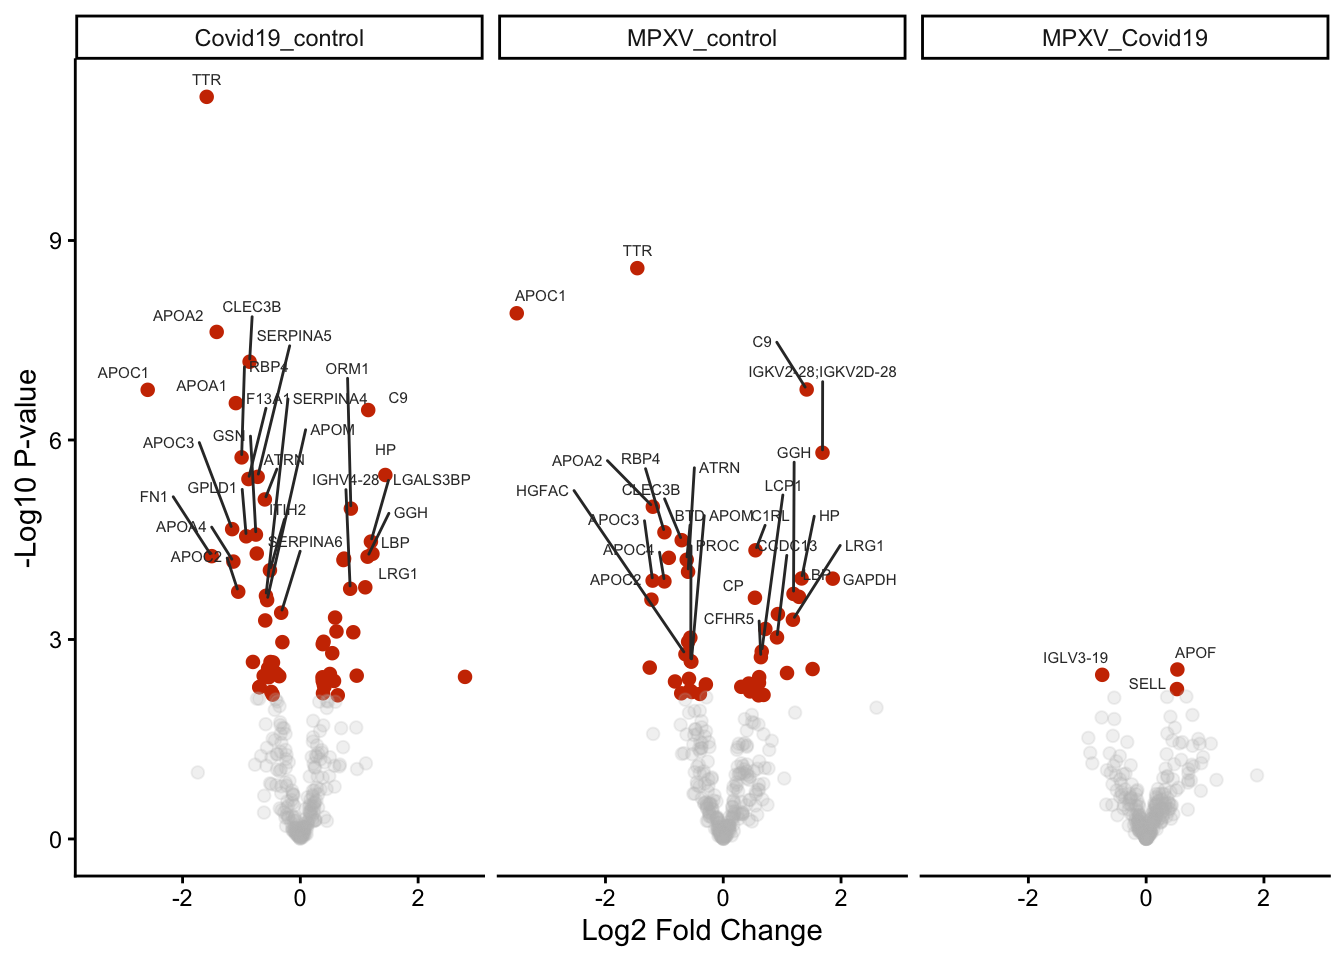 Covid19_control
MPXV_control
MPXV_Covid19
-Log10 P-value
9
6
3
0
TTR
CLEC3B
APOA2
SERPINA5
RBP4
ORM1
APOC1
APOA1
F13A1
SERPINA4
C9
GSN
APOM
APOC3
HP
ATRN
IGHV4-28
LGALS3BP
GPLD1
FN1
ITIH2
GGH
APOA4
SERPINA6
LBP
APOC2
LRG1
-2
0
2
TTR
APOC1
C9
IGKV2-28;IGKV2D-28
APOA2
RBP4
ATRN
GGH
HGFAC
CLEC3B
LCP1
APOC3
BTD
APOM
C1RL
HP
APOC4
PROC
CCDC13
LRG1
APOC2
CP
LBP
GAPDH
CFHR5
-2
0
2
IGLV3-19
APOF
SELL
-2
0
2
Log2 Fold Change